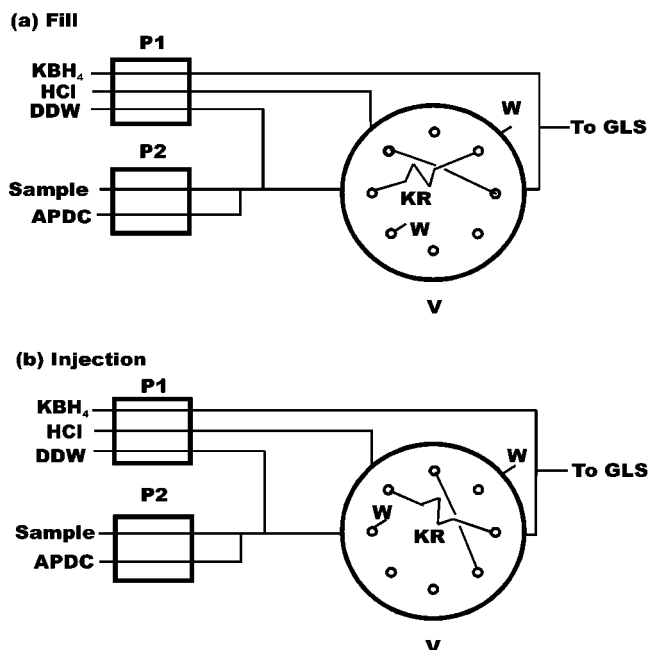 (a) Fill
P1
KBH₄
HCl
DDW
W
To GLS
P2
Sample
APDC
KR
W
V
(b) Injection
P1
KBH₄
HCl
DDW
W
To GLS
P2
Sample
APDC
W
KR
V